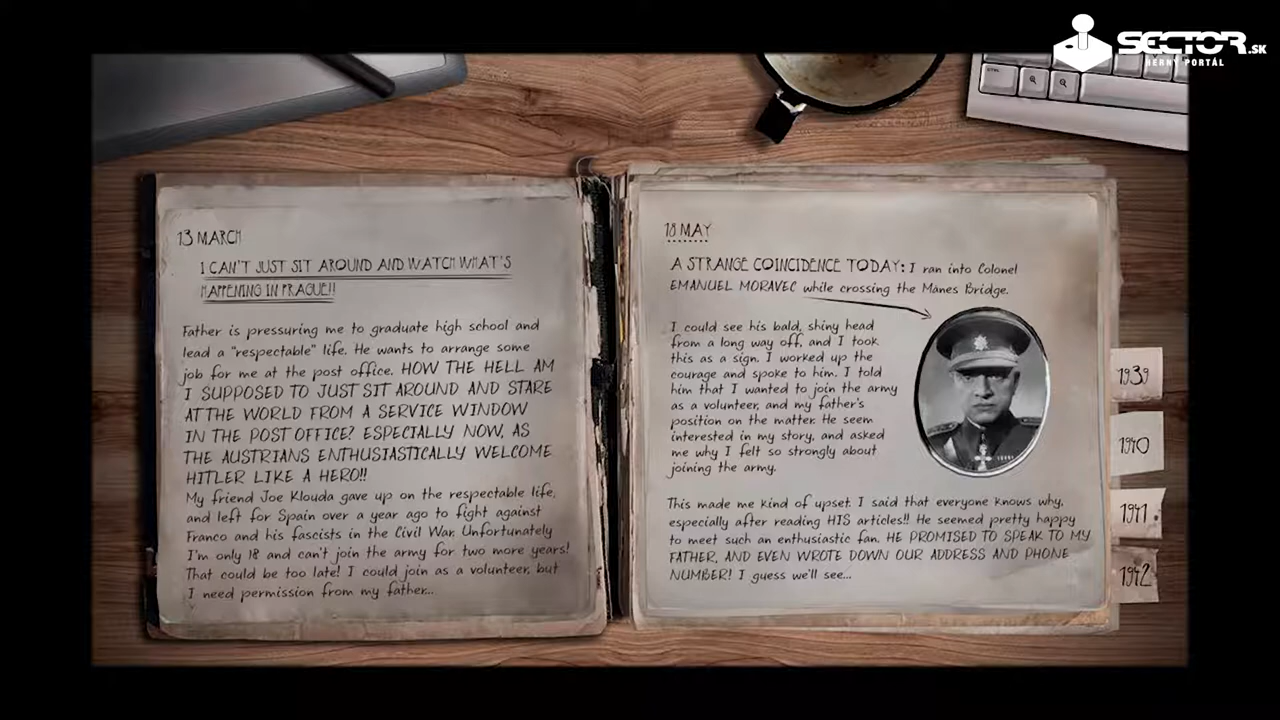 SECTOR.SK
HERNÝ PORTÁL
CTRL
13 MARCH
I CAN'T JUST SIT AROUND AND WATCH WHAT'S
HAPPENING IN PRAGUE!!
Father is pressuring me to graduate high school and
lead a "respectable" life. He wants to arrange some
job for me at the post office. HOW THE HELL AM
I SUPPOSED TO JUST SIT AROUND AND STARE
AT THE WORLD FROM A SERVICE WINDOW
IN THE POST OFFICE? ESPECIALLY NOW, AS
THE AUSTRIANS ENTHUSIASTICALLY WELCOME
HITLER LIKE A HERO!!
My friend Joe Klouda gave up on the respectable life,
and left for Spain over a year ago to fight against
Franco and his fascists in the Civil War. Unfortunately
I'm only 18 and can't join the army for two more years!
That could be too late! I could join as a volunteer, but
I need permission from my father...
18 MAY
A STRANGE COINCIDENCE TODAY: I ran into Colonel
EMANUEL MORAVEC while crossing the Manes Bridge.
I could see his bald, shiny head
from a long way off, and I took
this as a sign. I worked up the
courage and spoke to him. I told
him that I wanted to join the army
as a volunteer, and my father's
position on the matter. He seem
interested in my story, and asked
me why I felt so strongly about
joining the army.
This made me kind of upset. I said that everyone knows why,
especially after reading HIS articles!! He seemed pretty happy
to meet such an enthusiastic fan. HE PROMISED TO SPEAK TO MY
FATHER, AND EVEN WROTE DOWN OUR ADDRESS AND PHONE
NUMBER! I guess we'll see...
1939
1940
1941
1942